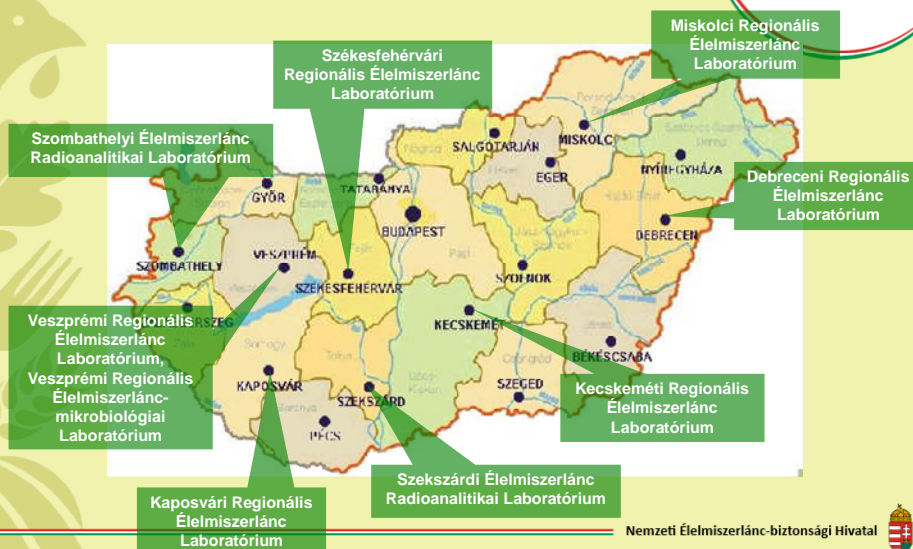 Miskolci Regionális
Élelmiszerlánc
Laboratórium
Székesfehérvári
Regionális Élelmiszerlánc
Laboratórium
Szombathelyi Élelmiszerlánc
Radioanalitikai Laboratórium
Debreceni Regionális
Élelmiszerlánc
Laboratórium
SALGÓTARJÁN
MISKOLC
EGER
NYÍREGYHÁZA
GYŐR
TATABÁNYA
BUDAPEST
DEBRECEN
Pest
SZOMBATHELY
VESZPRÉM
SZÉKESFEHÉRVÁR
SZOLNOK
KECSKEMÉT
BÉKÉSCSABA
Somogy
Tolna
KAPOSVÁR
SZEKSZÁRD
SZEGED
PÉCS
Veszprémi Regionális
Élelmiszerlánc
Laboratórium,
Veszprémi Regionális
Élelmiszerlánc-
mikrobiológiai
Laboratórium
Kecskeméti Regionális
Élelmiszerlánc
Laboratórium
Szekszárdi Élelmiszerlánc
Radioanalitikai Laboratórium
Kaposvári Regionális
Élelmiszerlánc
Laboratórium
Nemzeti Élelmiszerlánc-biztonsági Hivatal